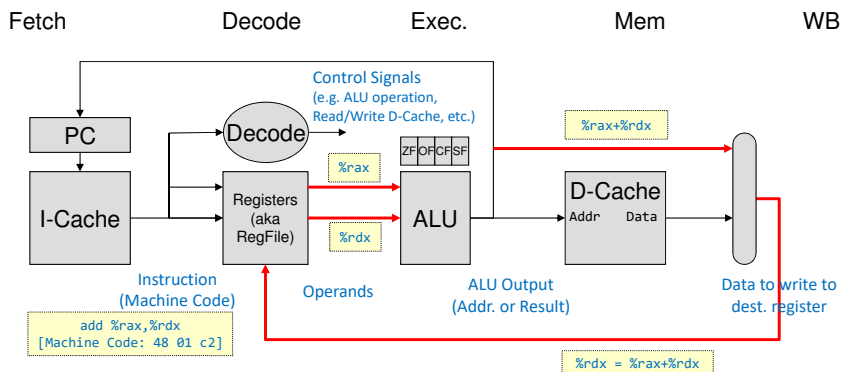 Fetch
Decode
Exec.
Mem
WB
Control Signals
(e.g. ALU operation,
Read/Write D-Cache, etc.)
PC
Decode
ZF OF CF SF
%rax+%rdx
%rax
I-Cache
Registers
(aka
RegFile)
%rdx
ALU
D-Cache
Addr Data
Instruction
(Machine Code)
Operands
ALU Output
(Addr. or Result)
Data to write to
dest. register
add %rax,%rdx
[Machine Code: 48 01 c2]
%rdx = %rax+%rdx